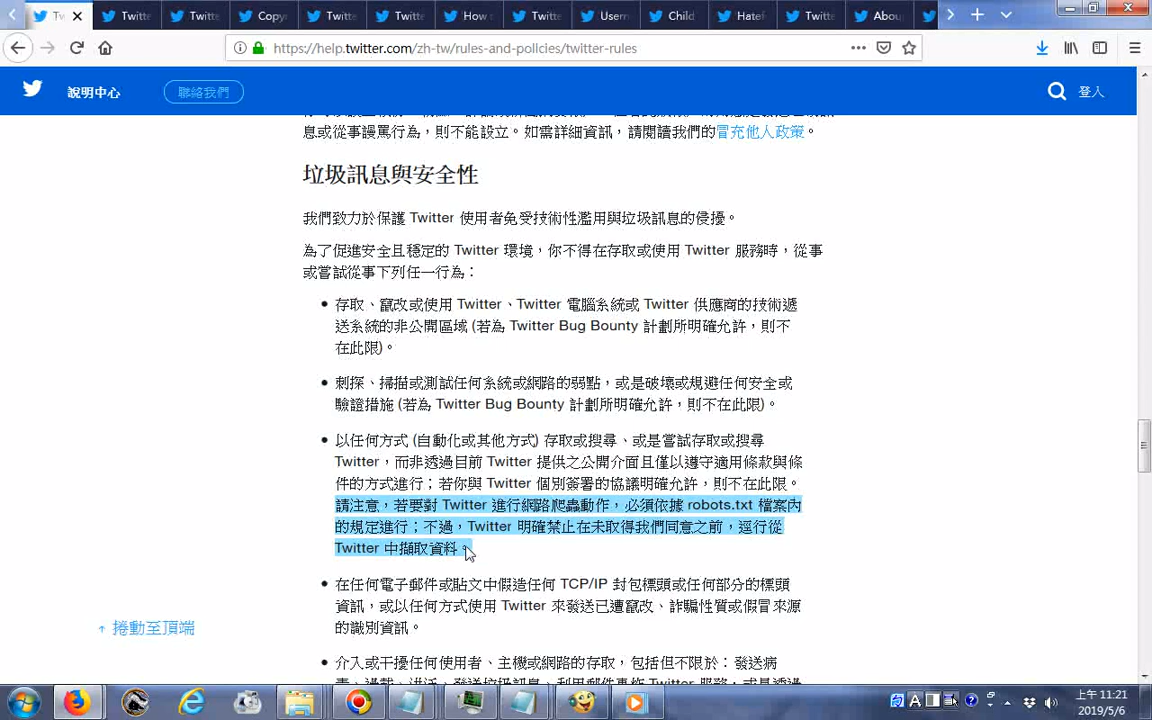 Tw
Twitte
Twitte
Copy
Twitte
Twitte
How
Twitte
Usern
Child
Hatef
Twitte
Abou
https://help.twitter.com/zh-tw/rules-and-policies/twitter-rules
說明中心
聯絡我們
登入
息或從事謾罵行為，則不能設立。如需詳細資訊，請閱讀我們的冒充他人政策。
垃圾訊息與安全性
我們致力於保護 Twitter 使用者免受技術性濫用與垃圾訊息的侵擾。
為了促進安全且穩定的 Twitter 環境，你不得在存取或使用 Twitter 服務時，從事
或嘗試從事下列任一行為：
• 存取、竄改或使用 Twitter、Twitter 電腦系統或 Twitter 供應商的技術遞
送系統的非公開區域 (若為 Twitter Bug Bounty 計劃所明確允許，則不
在此限)。
• 刺探、掃描或測試任何系統或網路的弱點，或是破壞或規避任何安全或
驗證措施 (若為 Twitter Bug Bounty 計劃所明確允許，則不在此限)。
• 以任何方式 (自動化或其他方式) 存取或搜尋、或是嘗試存取或搜尋
Twitter，而非透過目前 Twitter 提供之公開介面且僅以遵守適用條款與條
件的方式進行；若你與 Twitter 個別簽署的協議明確允許，則不在此限。
請注意，若要對 Twitter 進行網路爬蟲動作，必須依據 robots.txt 檔案內
的規定進行；不過，Twitter 明確禁止在未取得我們同意之前，逕行從
Twitter 中擷取資料。
• 在任何電子郵件或貼文中假造任何 TCP/IP 封包標頭或任何部分的標頭
資訊，或以任何方式使用 Twitter 來發送已遭竄改、詐騙性質或假冒來源
的識別資訊。
↑ 捲動至頂端
• 介入或干擾任何使用者、主機或網路的存取，包括但不限於：發送病
上午 11:21
2019/5/6